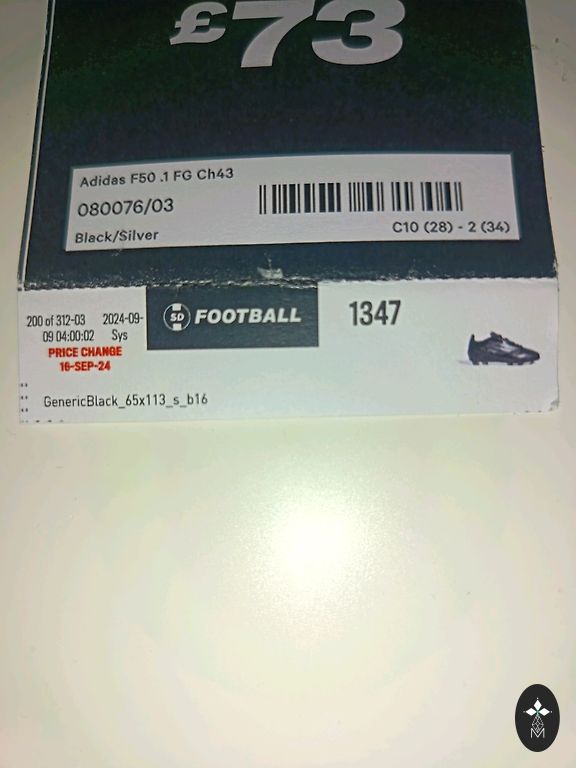 £73
Adidas F50 .1 FG Ch43
080076/03
Black/Silver
C10 (28) - 2 (34)
200 of 312-03 2024-09-
09 04:00:02 Sys
PRICE CHANGE
16-SEP-24
SD FOOTBALL
1347
GenericBlack_65x113_s_b16
M